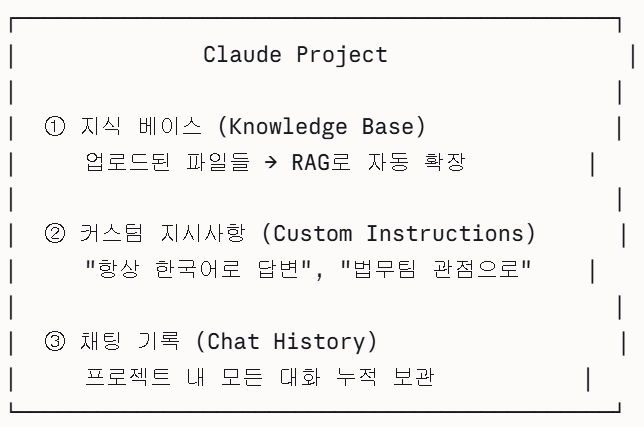 Claude Project
① 지식 베이스 (Knowledge Base)
업로드된 파일들 → RAG로 자동 확장
② 커스텀 지시사항 (Custom Instructions)
"항상 한국어로 답변", "법무팀 관점으로"
③ 채팅 기록 (Chat History)
프로젝트 내 모든 대화 누적 보관